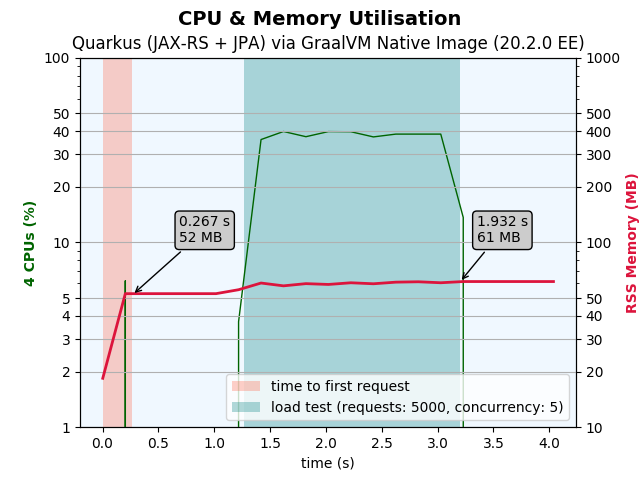 CPU & Memory Utilisation
Quarkus (JAX-RS + JPA) via GraalVM Native Image (20.2.0 EE)
100
50
40
30
20
10
5
4
3
2
1
4 CPUs (%)
0.267 s
52 MB
1.932 s
61 MB
1000
500
400
300
200
100
50
40
30
20
10
RSS Memory (MB)
time to first request
load test (requests: 5000, concurrency: 5)
0.0 0.5 1.0 1.5 2.0 2.5 3.0 3.5 4.0
time (s)